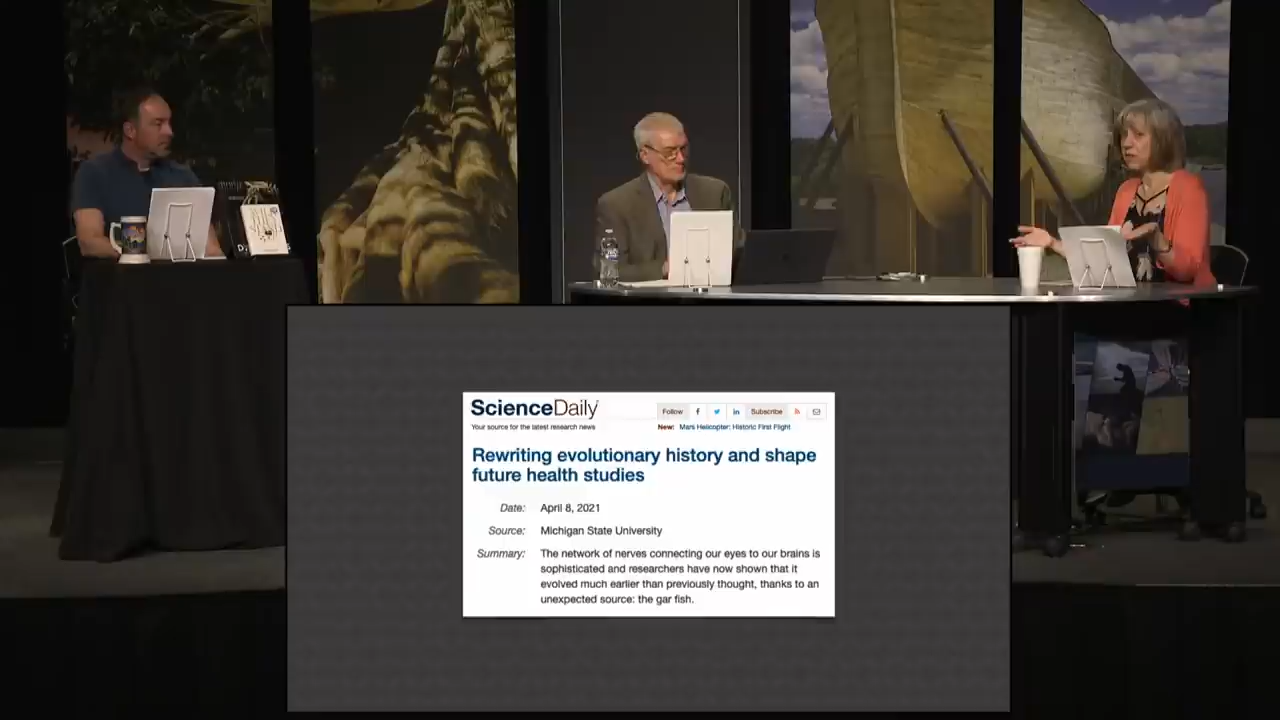 ScienceDaily
Your source for the latest research news
Follow
Subscribe
New: Mars Helicopter: Historic First Flight
Rewriting evolutionary history and shape
future health studies
Date: April 8, 2021
Source: Michigan State University
Summary: The network of nerves connecting our eyes to our brains is
sophisticated and researchers have now shown that it
evolved much earlier than previously thought, thanks to an
unexpected source: the gar fish.